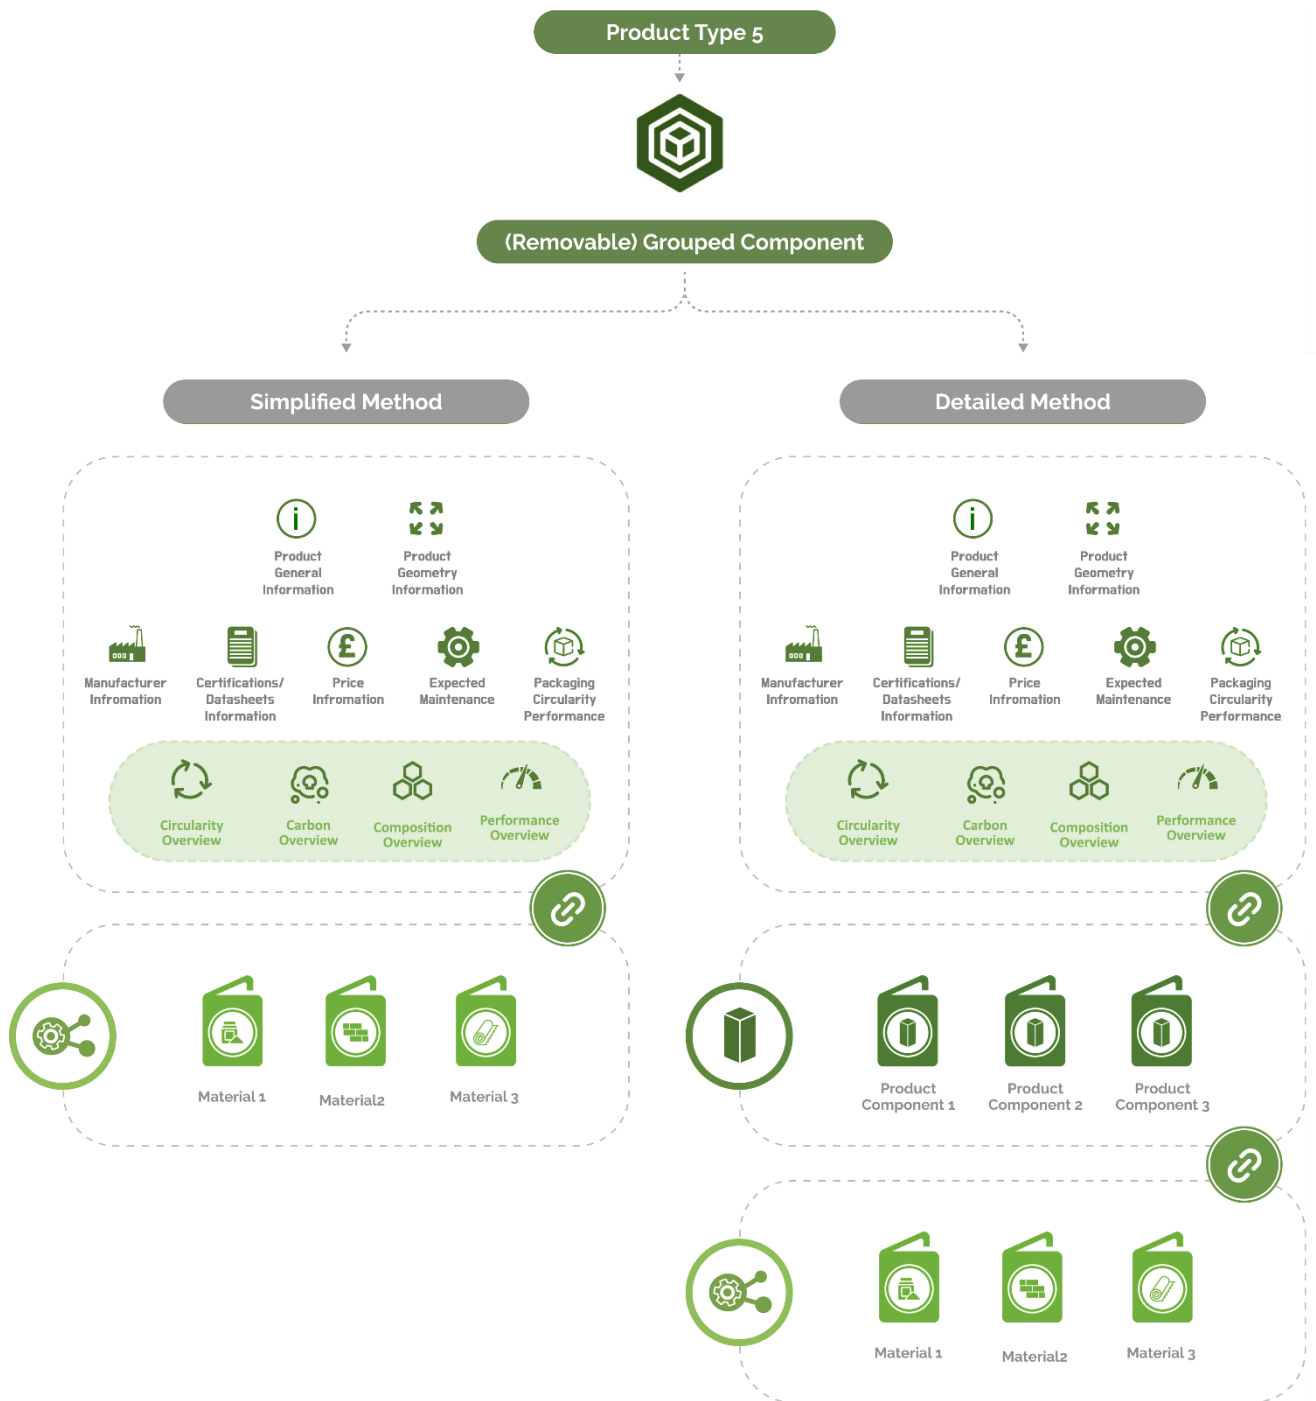 Product Type 5
(Removable) Grouped Component
Simplified Method
Product
General
Information
Product
Geometry
Information
Manufacturer
Infromation
Certifications/
Datasheets
Information
£
Price
Infromation
Expected
Maintenance
Packaging
Circularity
Performance
Circularity
Overview
Carbon
Overview
Composition
Overview
Performance
Overview
Material 1
Material2
Material 3
Detailed Method
Product
General
Information
Product
Geometry
Information
Manufacturer
Infromation
Certifications/
Datasheets
Information
£
Price
Infromation
Expected
Maintenance
Packaging
Circularity
Performance
Circularity
Overview
Carbon
Overview
Composition
Overview
Performance
Overview
Product
Component 1
Product
Component 2
Product
Component 3
Material 1
Material2
Material 3